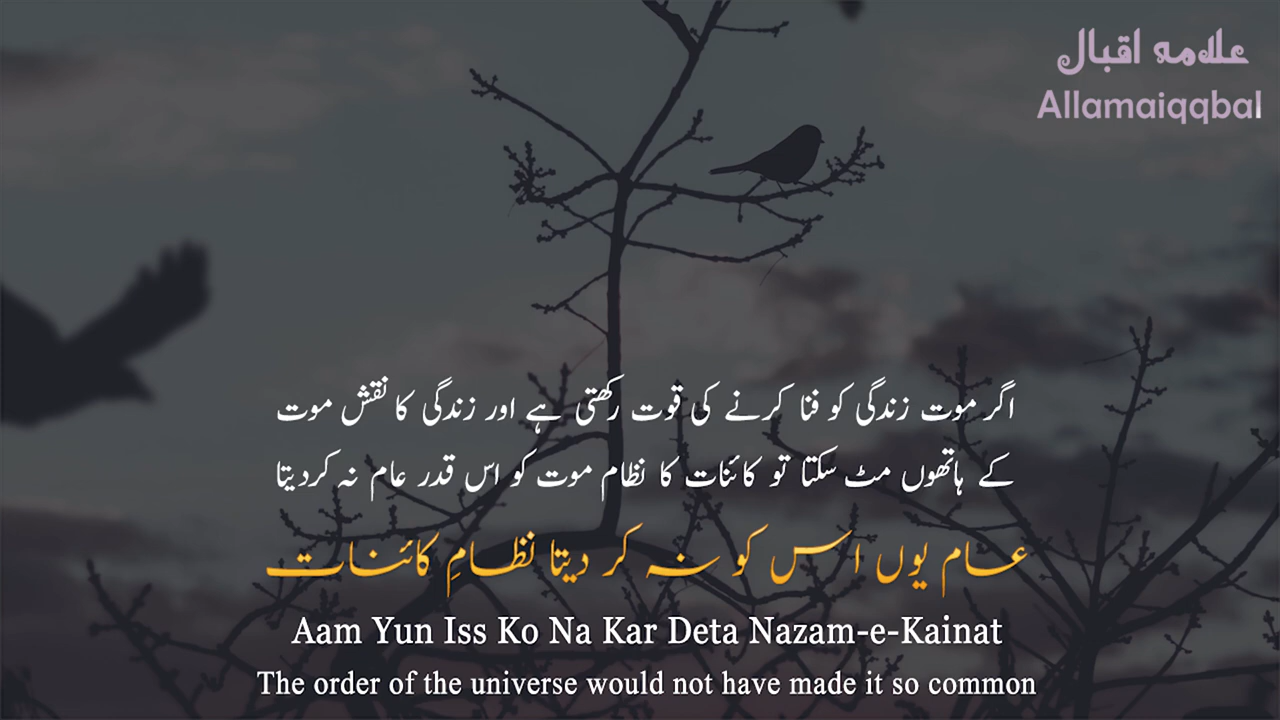 علامہ اقبال
Allamaiqqbal
اگر موت زندگی کو فنا کرنے کی قوت رکھتی ہے اور زندگی کا نقش موت
کے ہاتھوں مٹ سکتا تو کائنات کا نظام موت کو اس قدر عام نہ کردیتا
عام یوں اس کو نہ کر دیتا نظامِ کائنات
Aam Yun Iss Ko Na Kar Deta Nazam-e-Kainat
The order of the universe would not have made it so common